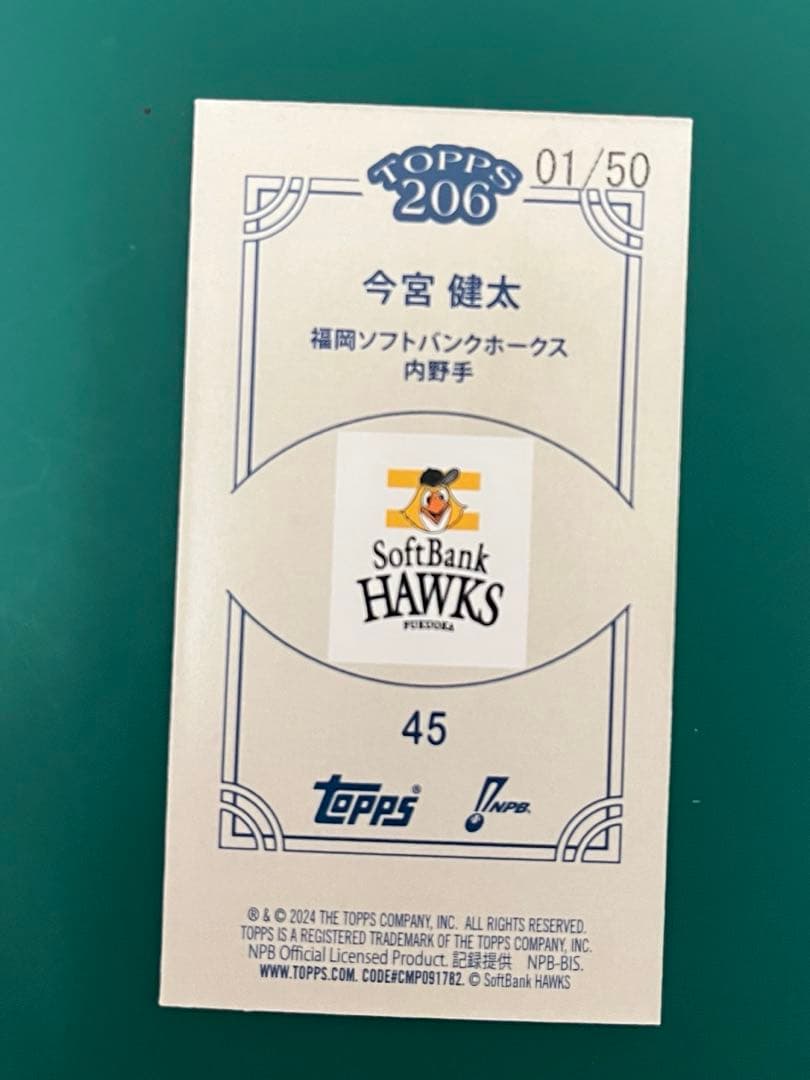 TOPPS
206
01/50
今宮 健太
福岡ソフトバンクホークス
内野手
SoftBank
HAWKS
FUKUOKA
45
topps®
NPB.
® & © 2024 THE TOPPS COMPANY, INC. ALL RIGHTS RESERVED.
TOPPS IS A REGISTERED TRADEMARK OF THE TOPPS COMPANY, INC.
NPB Official Licensed Product. 記録提供 NPB-BIS.
WWW.TOPPS.COM. CODE#CMP091782. © SoftBank HAWKS